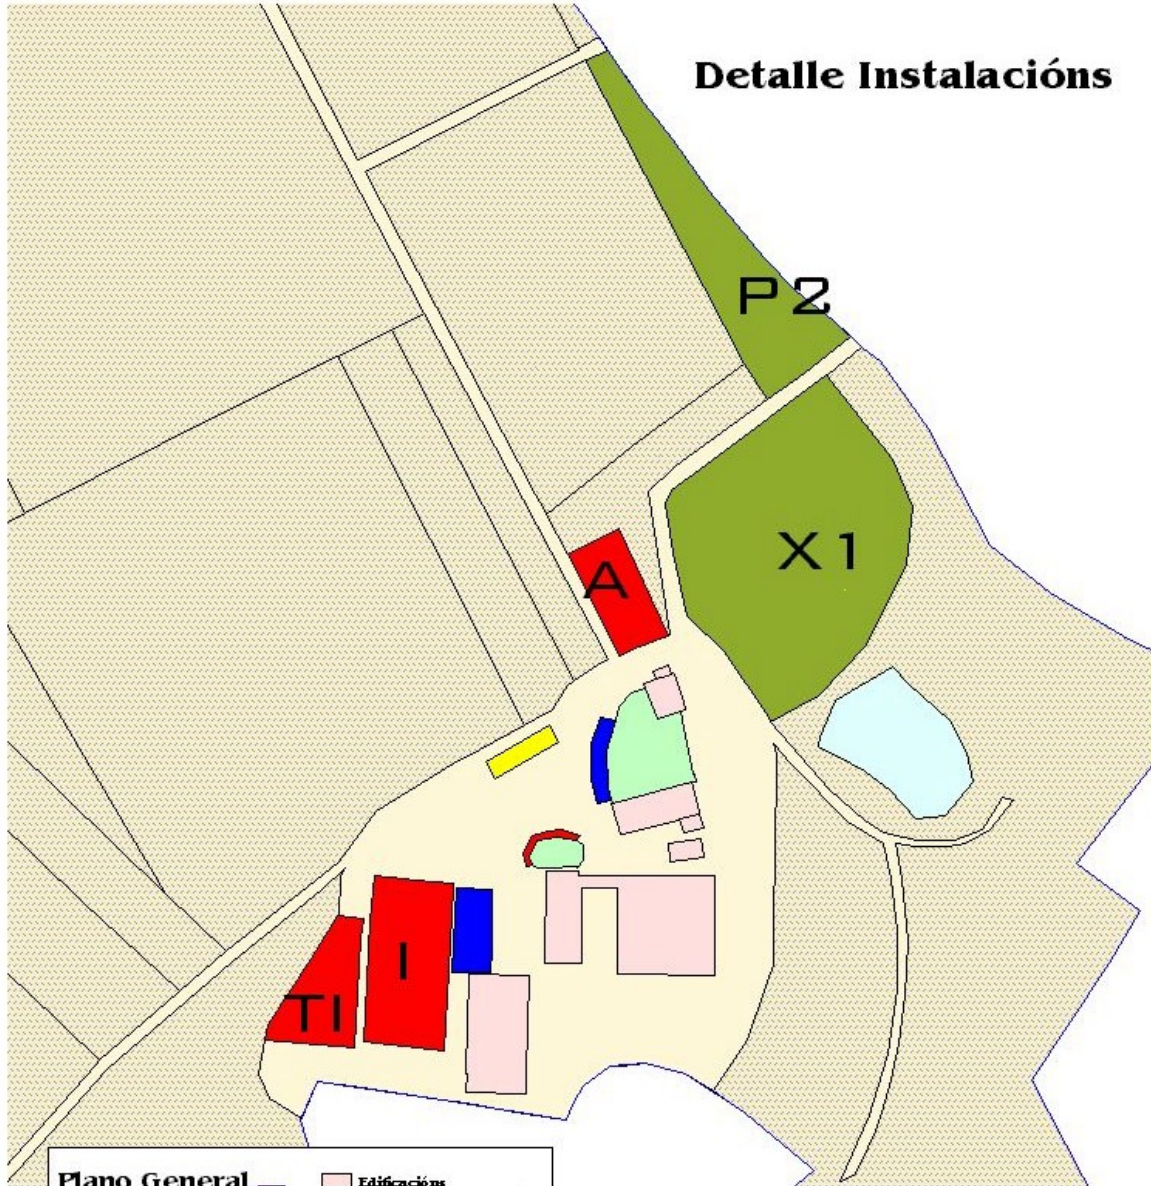 Detalle Instalacións
P2
X1
A
I
TI
Plano General
Edificacións